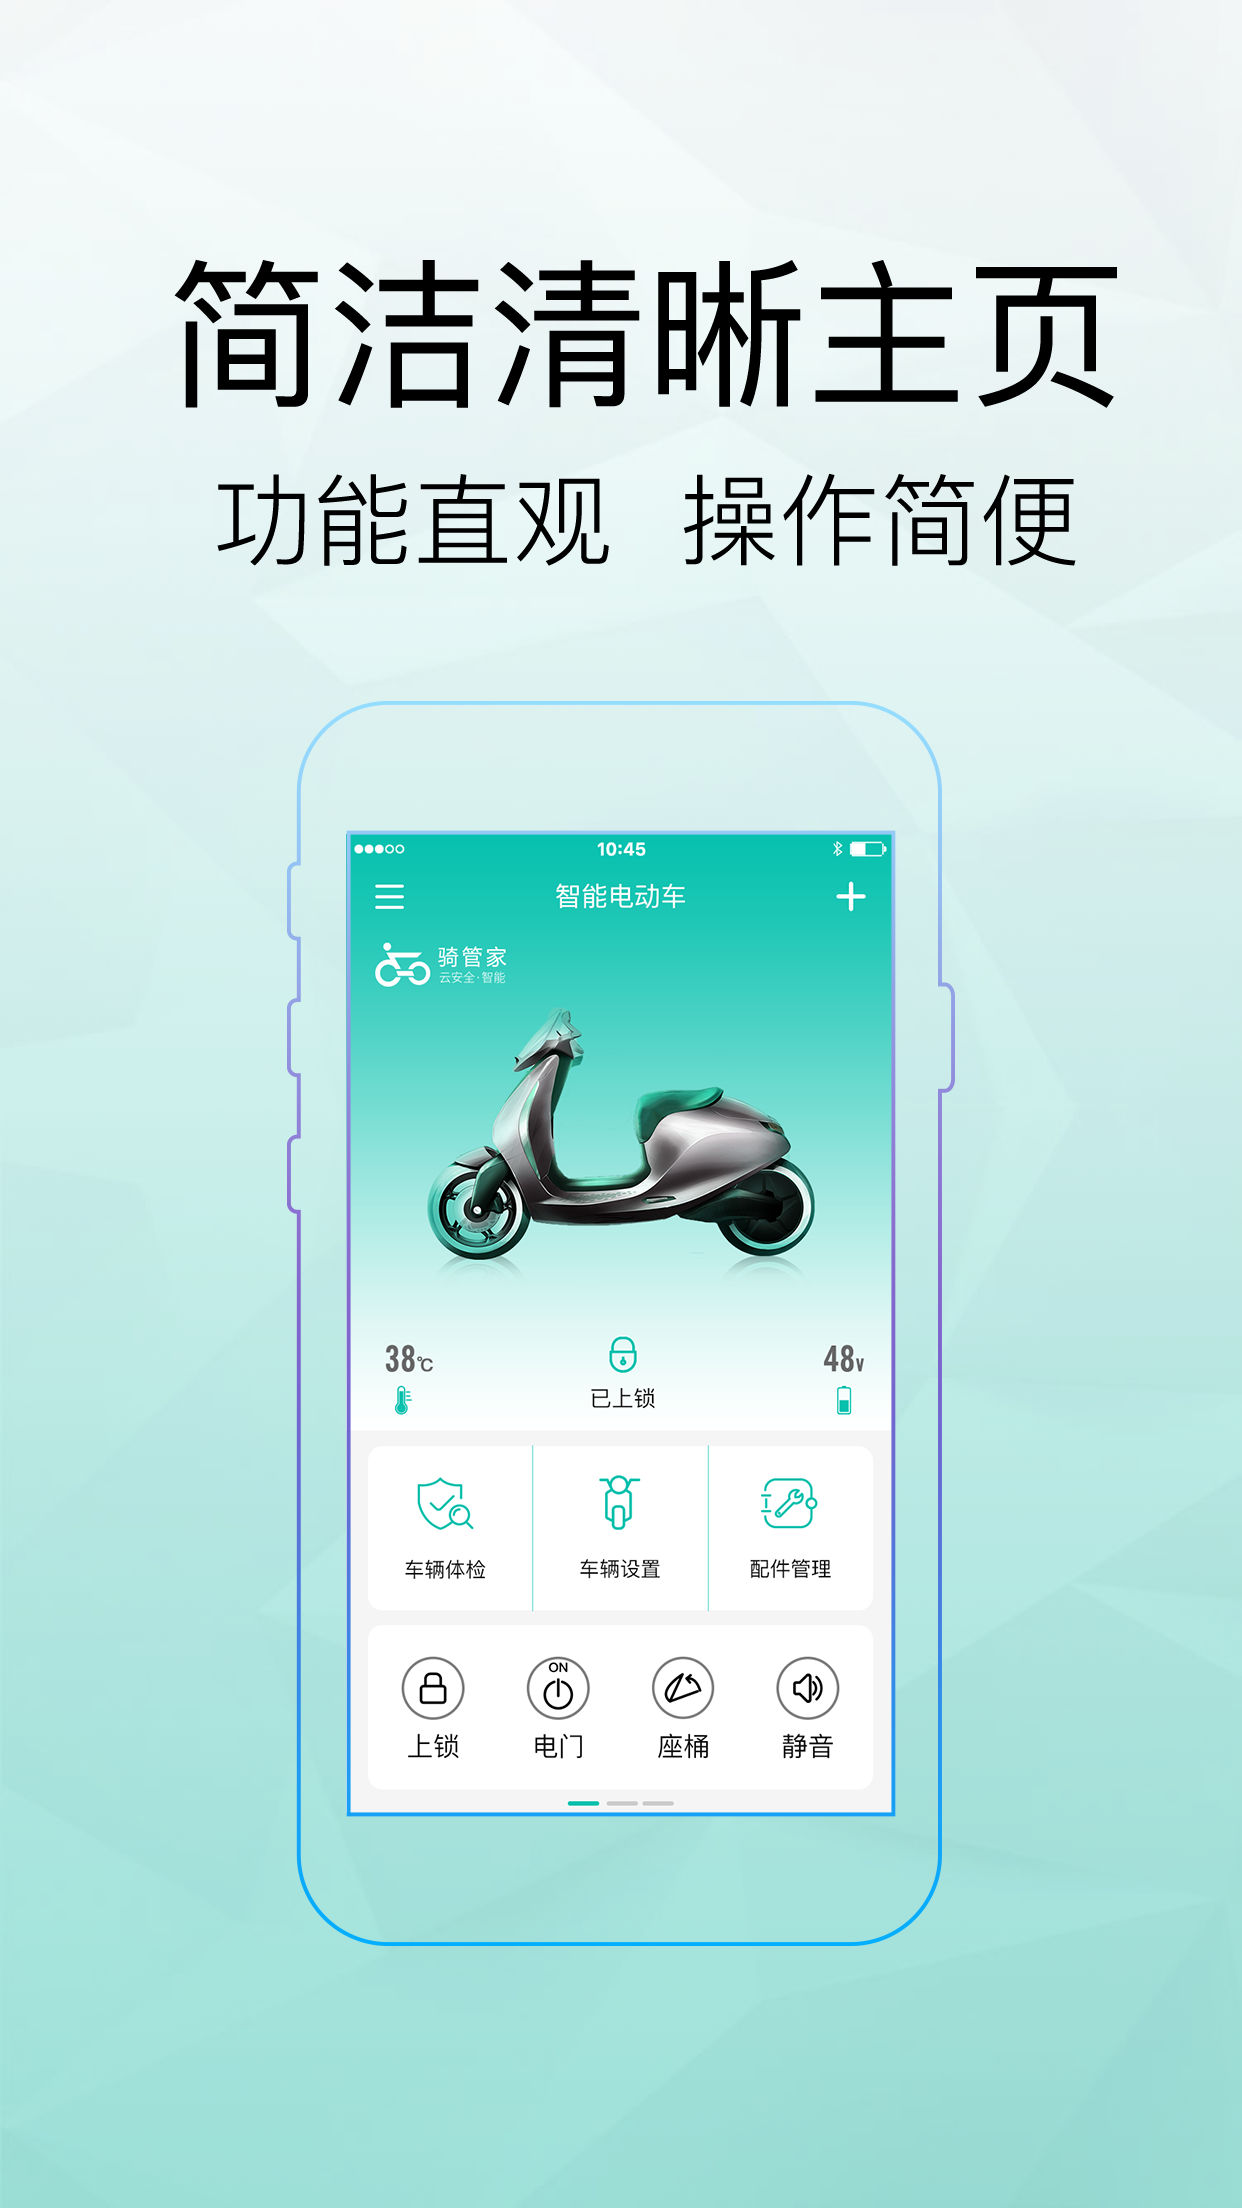 简洁清晰主页
功能直观 操作简便
10:45
智能电动车
骑管家
云安全·智能
38℃
48V
已上锁
车辆体检 车辆设置 配件管理
ON
上锁 电门 座桶 静音